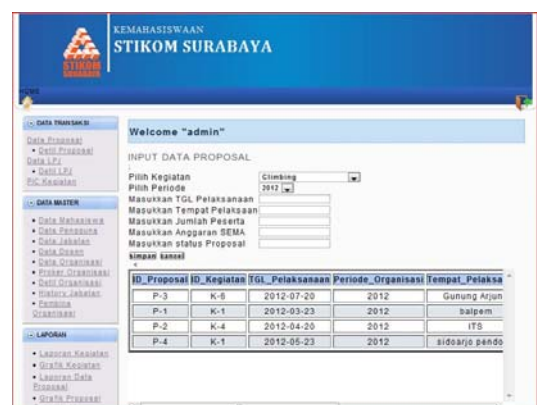 KEMAHASISWAAN
STIKOM SURABAYA
STIKOM
SURABAYA
HOME
DATA TRANSAKSI
Data Proposal
Detil Proposal
Data LPJ
Detil LPJ
PIC Kegiatan
DATA MASTER
Data Mahasiswa
Data Pengguna
Data Jabatan
Data Dosen
Data Organisasi
Proker Organisasi
Detil Organisasi
History Jabatan
Pembina
Organisasi
LAPORAN
Laporan Kegiatan
Grafik Kegiatan
Laporan Data
Proposal
Grafik Proposal
Welcome "admin"
INPUT DATA PROPOSAL
Pilih Kegiatan Climbing
Pilih Periode 2012
Masukkan TGL Pelaksanaan
Masukkan Tempat Pelaksaan
Masukkan Jumlah Peserta
Masukkan Anggaran SEMA
Masukkan status Proposal
simpan kansel
ID_Proposal ID_Kegiatan TGL_Pelaksanaan Periode_Organisasi Tempat_Pelaksa
P-3 K-6 2012-07-20 2012 Gunung Arjun
P-1 K-1 2012-03-23 2012 balpem
P-2 K-4 2012-04-20 2012 ITS
P-4 K-1 2012-05-23 2012 sidoarjo pendo